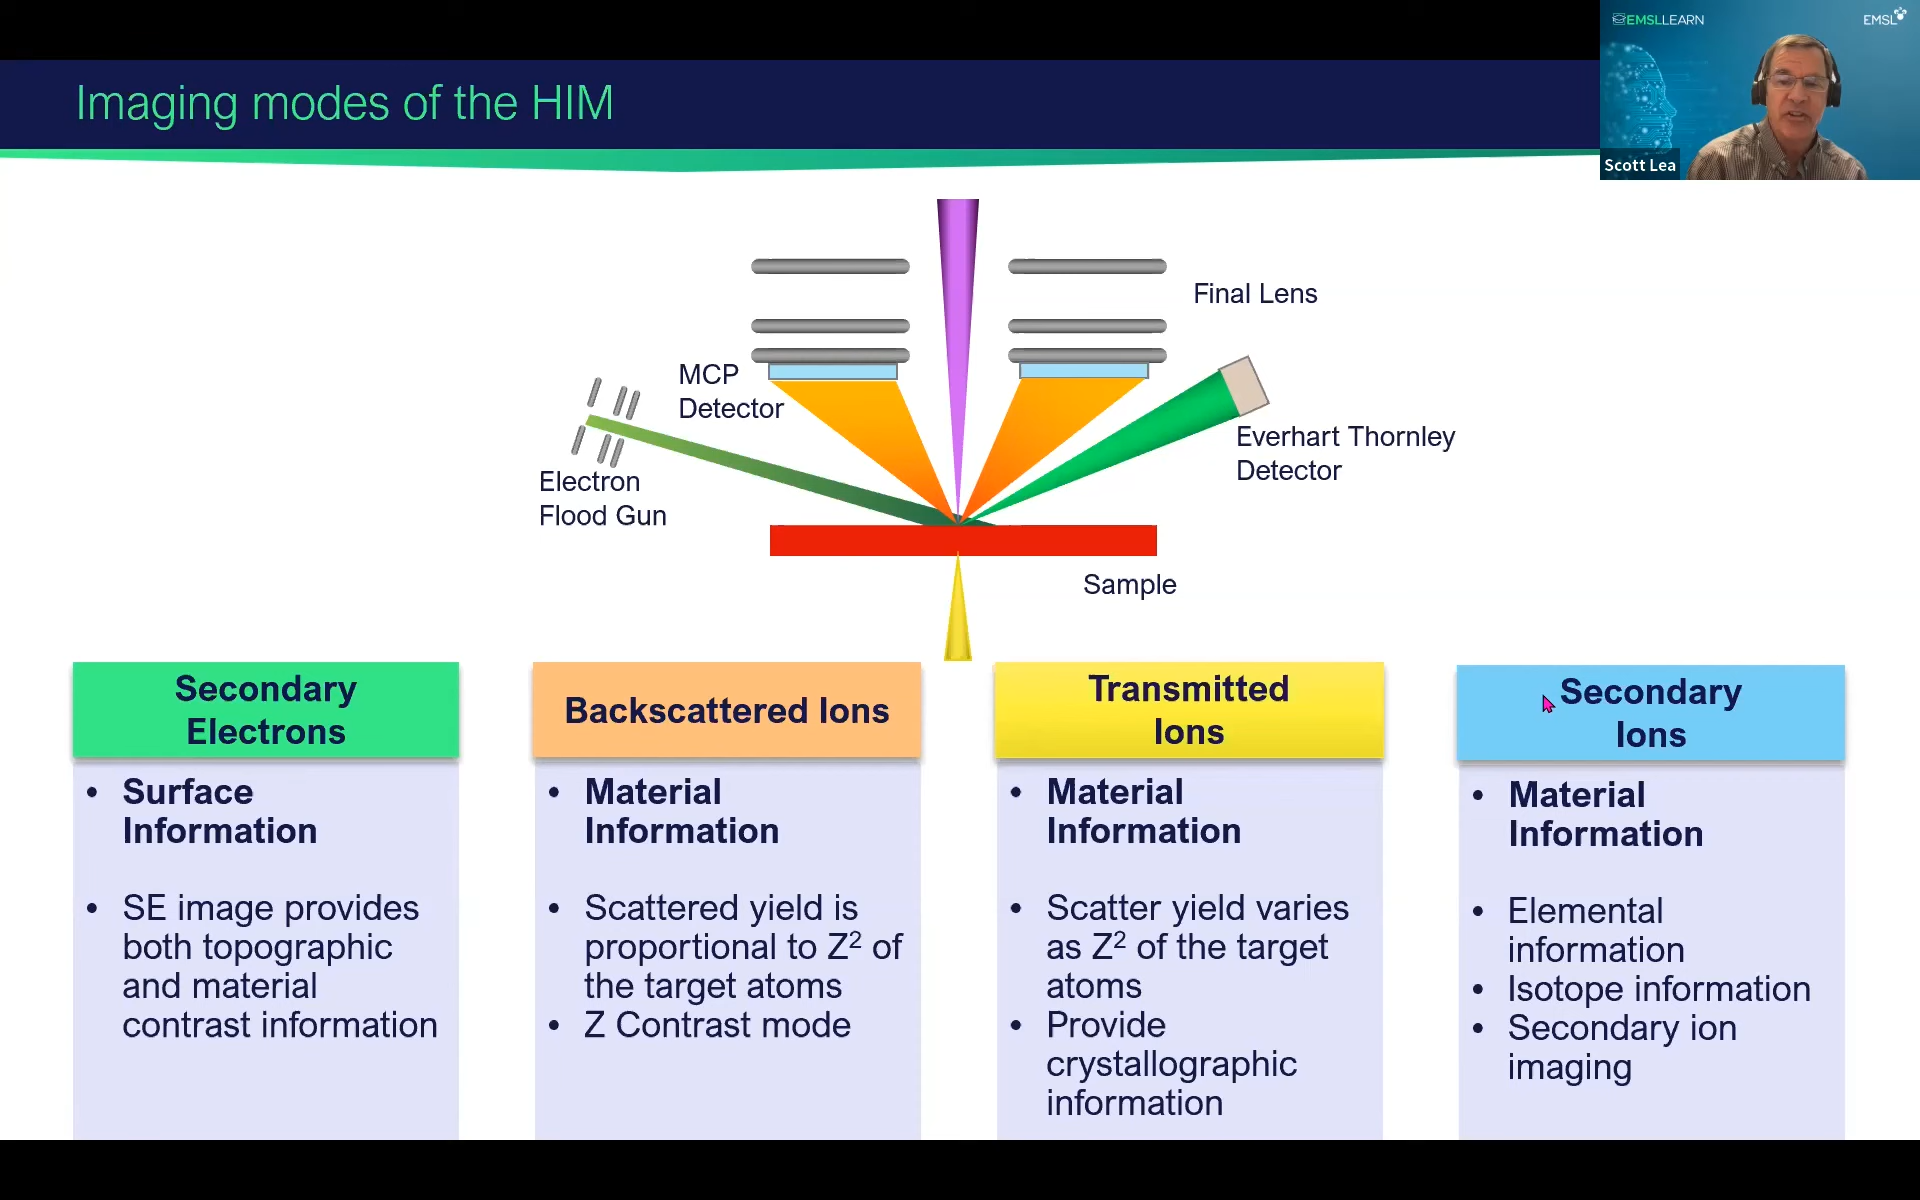 Imaging modes of the HIM
EMSLLEARN
EMSL
Scott Lea
Final Lens
MCP
Detector
Everhart Thornley
Detector
Electron
Flood Gun
Sample
Secondary
Electrons
• Surface
Information
• SE image provides
both topographic
and material
contrast information
Backscattered Ions
• Material
Information
• Scattered yield is
proportional to Z² of
the target atoms
• Z Contrast mode
Transmitted
Ions
• Material
Information
• Scatter yield varies
as Z² of the target
atoms
• Provide
crystallographic
information
Secondary
Ions
• Material
Information
• Elemental
information
• Isotope information
• Secondary ion
imaging